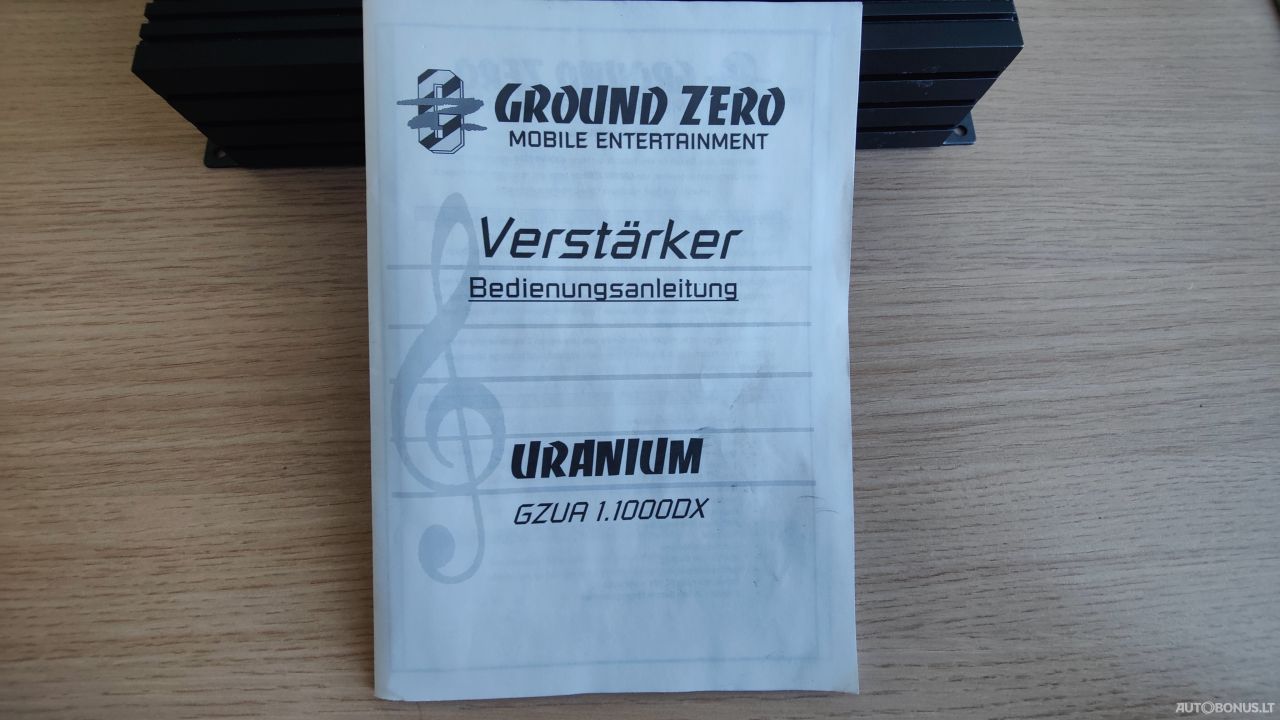 GROUND ZERO
MOBILE ENTERTAINMENT
Verstärker
Bedienungsanleitung
URANIUM
GZUA 1.1000DX
AUTOBONUS.LT